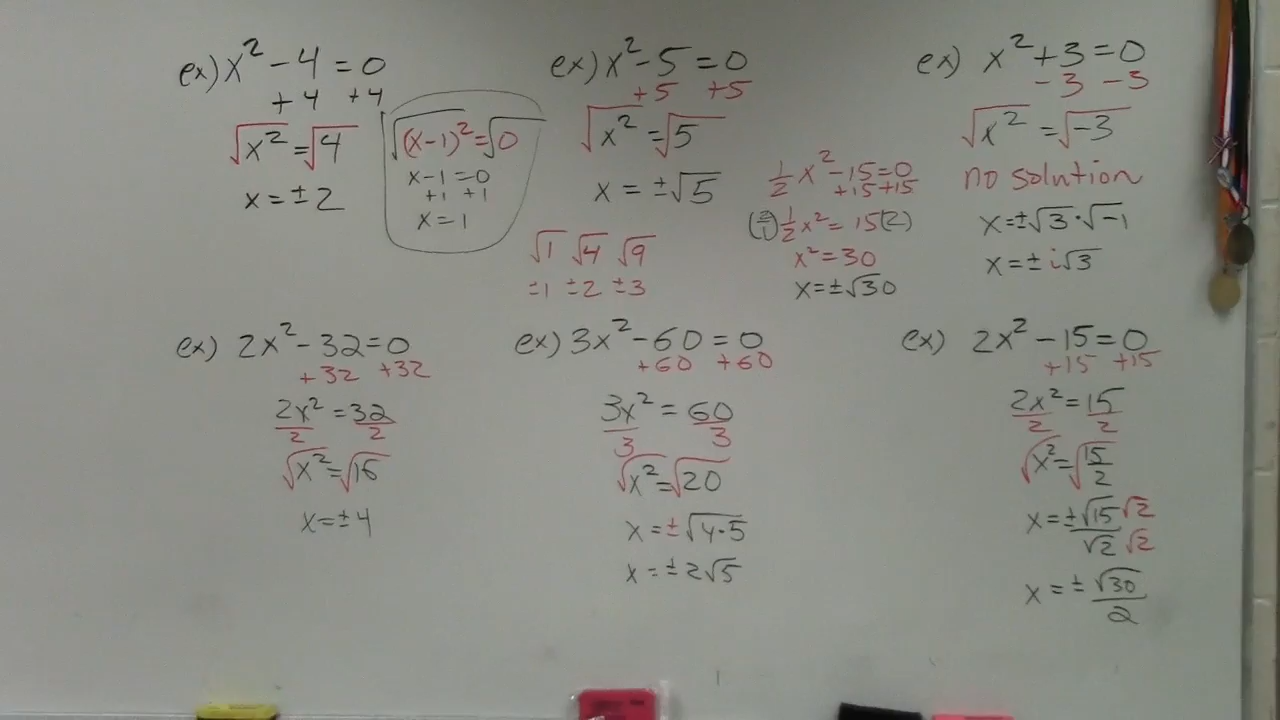 ex) x² - 4 = 0
+4 +4
√x² = √4
x = ± 2
√(x-1)² = √0
x-1 = 0
+1 +1
x = 1
ex) x² - 5 = 0
+5 +5
√x² = √5
x = ±√5
√1 √4 √9
±1 ±2 ±3
1/2 x² - 15 = 0
+15 +15
(2/1) 1/2 x² = 15(2)
x² = 30
x = ±√30
ex) x² + 3 = 0
-3 -3
√x² = √-3
no solution
x = ±√3 · √-1
x = ± i√3
ex) 2x² - 32 = 0
+32 +32
2x² = 32
2 2
√x² = √16
x = ± 4
ex) 3x² - 60 = 0
+60 +60
3x² = 60
3 3
√x² = √20
x = ±√4·5
x = ±2√5
ex) 2x² - 15 = 0
+15 +15
2x² = 15
2 2
√x² = √15/2
x = ±√15 √2
√2 √2
x = ± √30
2